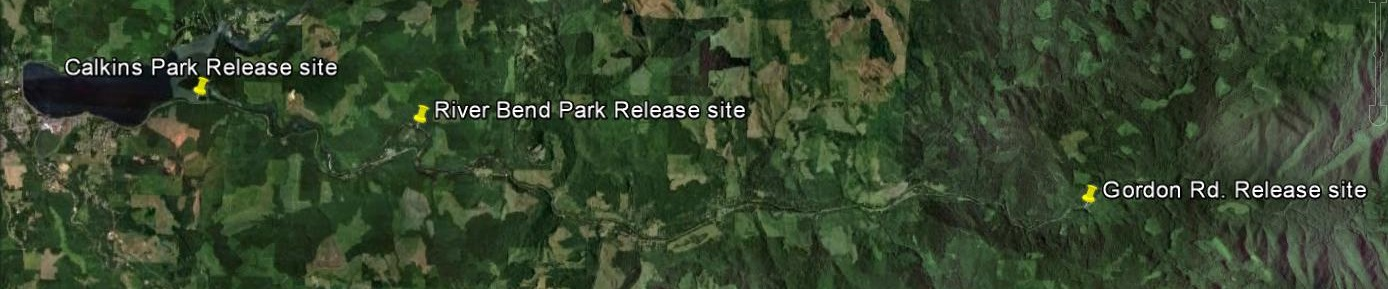 Calkins Park Release site
River Bend Park Release site
Gordon Rd. Release site